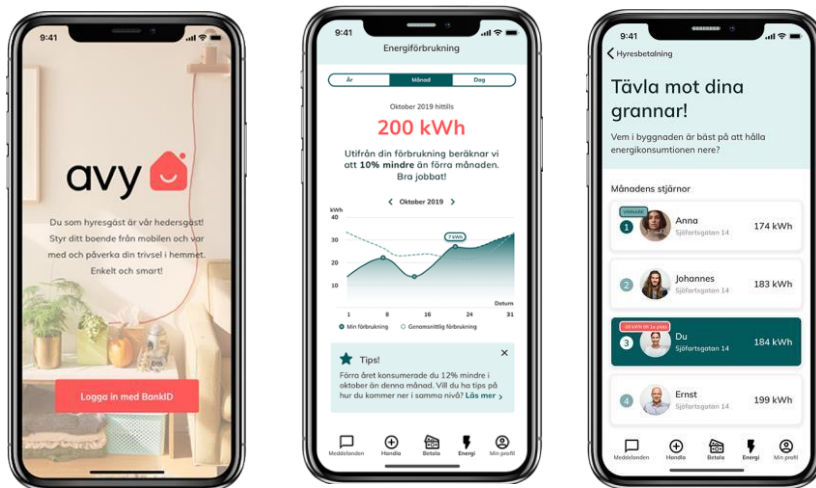 9:41
avy
Du som hyresgäst är vår hedersgäst!
Styr ditt boende från mobilen och var
med och påverka din trivsel i hemmet.
Enkelt och smart!
Logga in med BankID
9:41
Energiförbrukning
År
Månad
Dag
Oktober 2019 hittills
200 kWh
Utifrån din förbrukning beräknar vi
att 10% mindre än förra månaden.
Bra jobbat!
Oktober 2019
kWh
40
30
20
10
7 kWh
Datum
1 8 16 24 31
Min förbrukning
Genomsnittlig förbrukning
Tips!
Förra året konsumerade du 12% mindre i
oktober än denna månad. Vill du ha tips på
hur du kommer ner i samma nivå? Läs mer >
Meddelanden
Handla
Betala
Energi
Min profil
9:41
Hyresbetalning
Tävla mot dina
grannar!
Vem i byggnaden är bäst på att hålla
energikonsumtionen nere?
Månadens stjärnor
1
Anna
Sjöfartsgatan 14
174 kWh
2
Johannes
Sjöfartsgatan 14
183 kWh
3
Du
Sjöfartsgatan 14
184 kWh
4
Ernst
Sjöfartsgatan 14
199 kWh
Meddelanden
Handla
Betala
Energi
Min profil